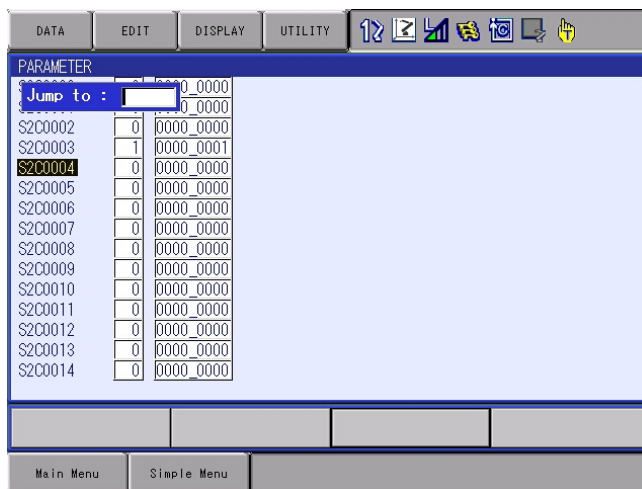 DATA EDIT DISPLAY UTILITY
PARAMETER
0000_0000
Jump to :
0000_0000
S2C0002 0 0000_0000
S2C0003 1 0000_0001
S2C0004 0 0000_0000
S2C0005 0 0000_0000
S2C0006 0 0000_0000
S2C0007 0 0000_0000
S2C0008 0 0000_0000
S2C0009 0 0000_0000
S2C0010 0 0000_0000
S2C0011 0 0000_0000
S2C0012 0 0000_0000
S2C0013 0 0000_0000
S2C0014 0 0000_0000
Main Menu Simple Menu